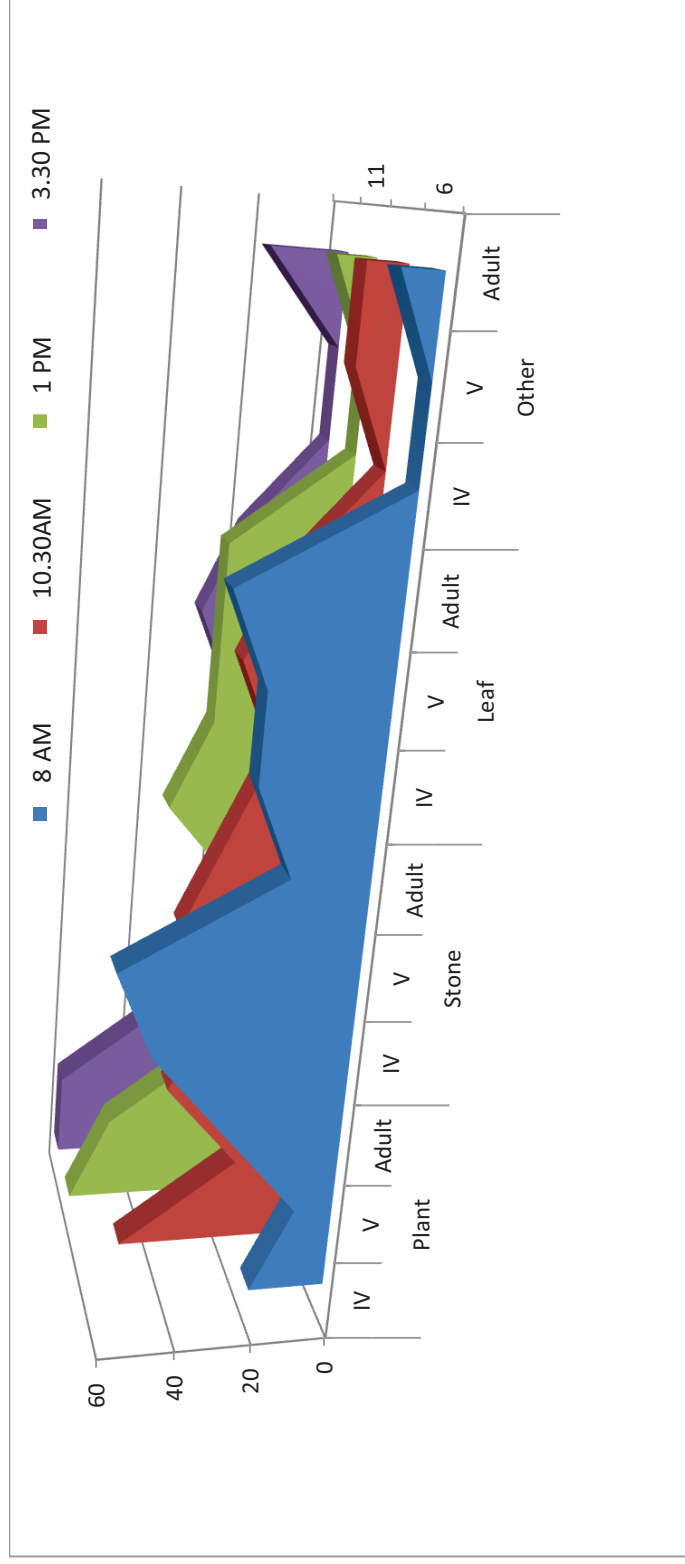 8 AM 10.30AM 1 PM 3.30 PM
60
40
20
0
11
6
IV V Adult IV V Adult IV V Adult IV V Adult
Plant Stone Leaf Other